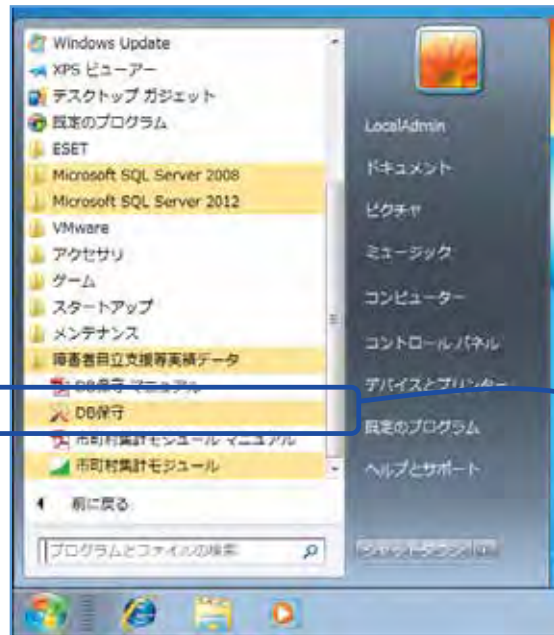 Windows Update
XPS ビューアー
デスクトップ ガジェット
既定のプログラム
ESET
Microsoft SQL Server 2008
Microsoft SQL Server 2012
VMware
アクセサリ
ゲーム
スタートアップ
メンテナンス
障害者自立支援等実績データ
DB保守 マニュアル
DB保守
市町村集計モジュール マニュアル
市町村集計モジュール
前に戻る
プログラムとファイルの検索
LocalAdmin
ドキュメント
ピクチャ
ミュージック
コンピューター
コントロール パネル
デバイスとプリンター
既定のプログラム
ヘルプとサポート
シャットダウン